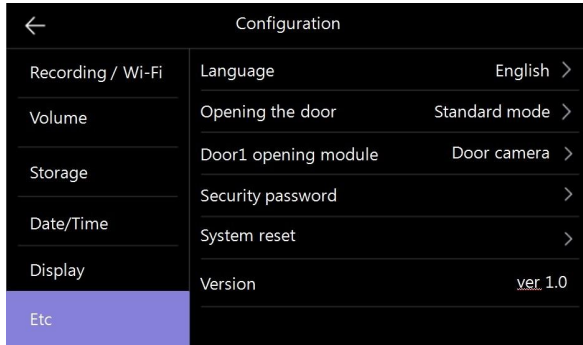 Configuration
Recording / Wi-Fi
Volume
Storage
Date/Time
Display
Etc
Language English
Opening the door Standard mode
Door1 opening module Door camera
Security password
System reset
Version ver 1.0